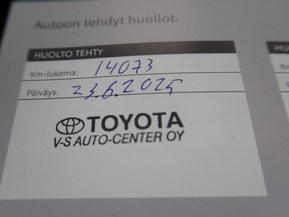 Autoon tehdyt huollot.
HUOLTO TEHTY
Km-lukema: 14073
Päiväys: 23.6.2025
TOYOTA
V-S AUTO-CENTER OY